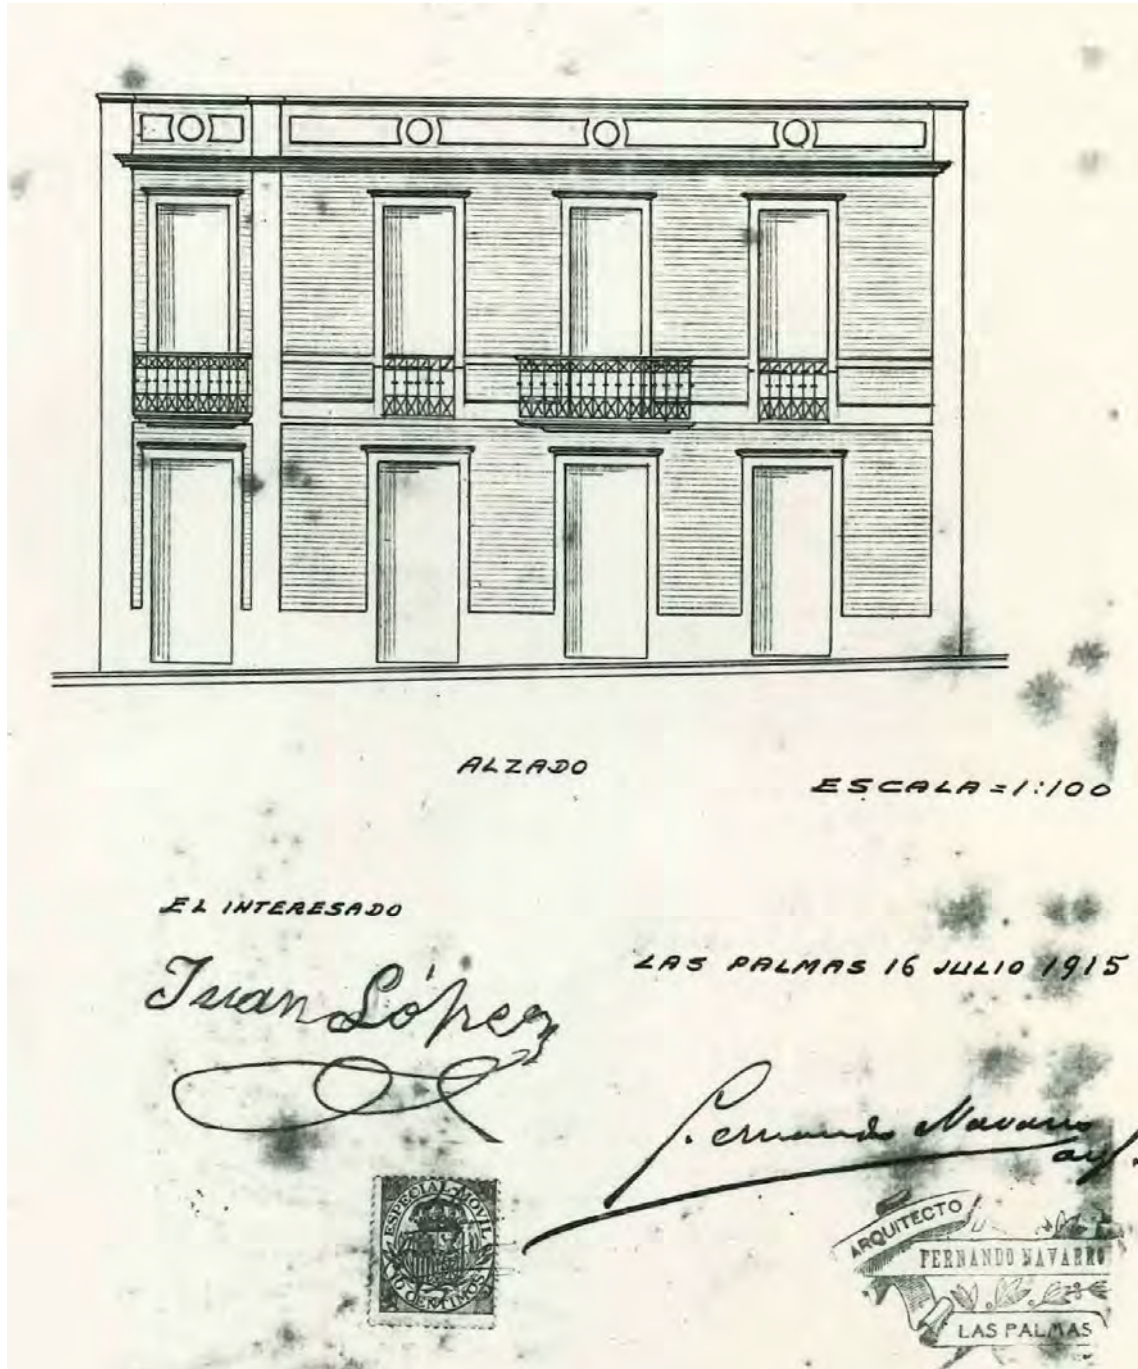 ALZADO
ESCALA = 1:100
EL INTERESADO
Juan López
LAS PALMAS 16 JULIO 1915
Fernando Navarro
ESPECIAL MOVIL
10 CENTIMOS
ARQUITECTO
FERNANDO NAVARRO
LAS PALMAS